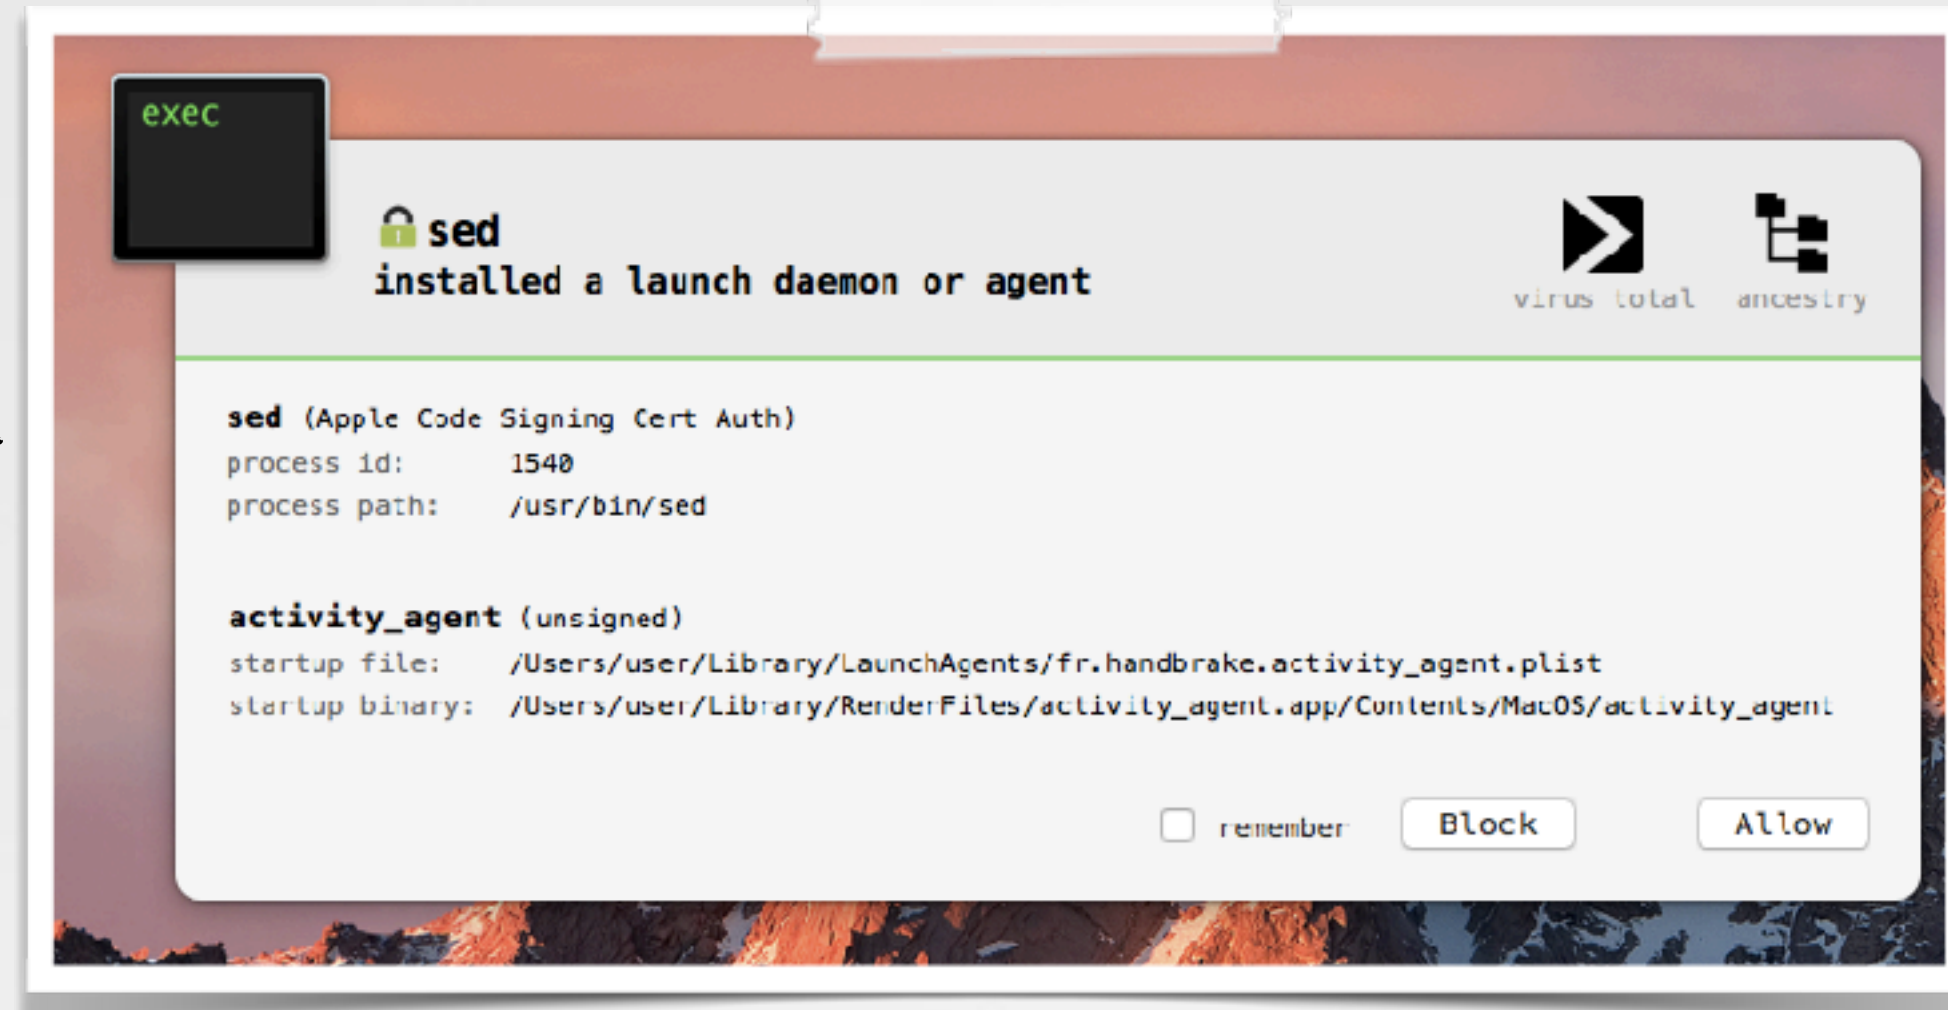 exec
sed
installed a launch daemon or agent
virus total
ancestry
sed (Apple Code Signing Cert Auth)
process id: 1540
process path: /usr/bin/sed
activity_agent (unsigned)
startup file: /Users/user/Library/LaunchAgents/fr.handbrake.activity_agent.plist
startup binary: /Users/user/Library/RenderFiles/activity_agent.app/Contents/MacOS/activity_agent
remember
Block
Allow